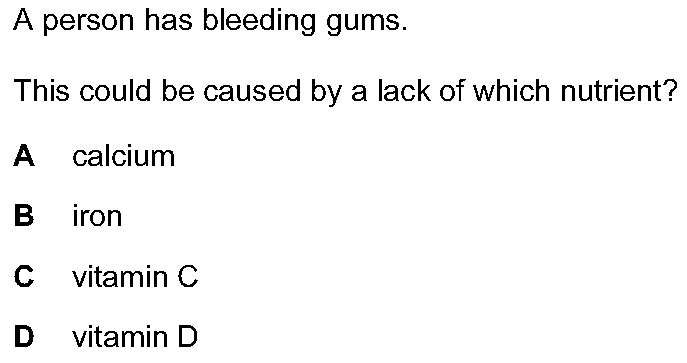 A person has bleeding gums.
This could be caused by a lack of which nutrient?
A calcium
B iron
C vitamin C
D vitamin D